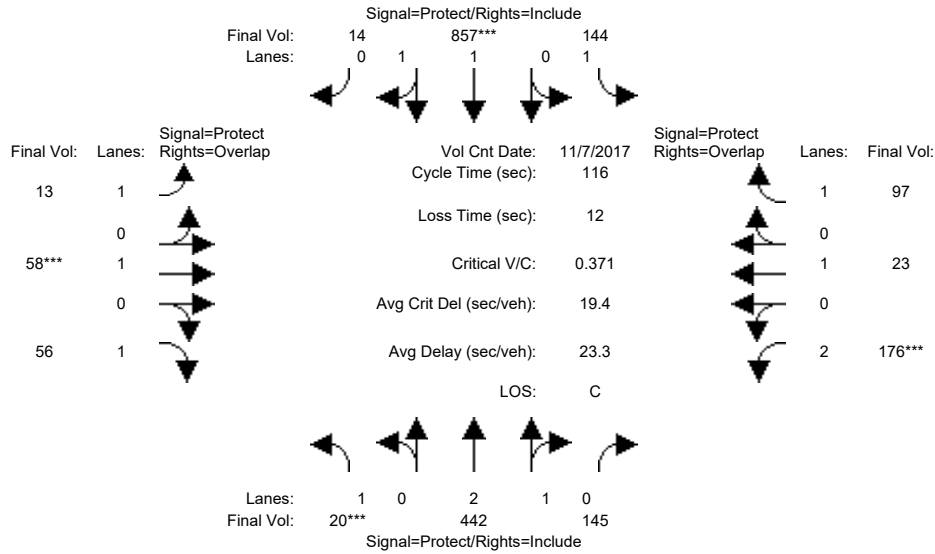 Signal=Protect/Rights=Include
Final Vol: 14 857*** 144
Lanes: 0 1 1 0 1
Signal=Protect Signal=Protect
Final Vol: Lanes: Rights=Overlap Vol Cnt Date: 11/7/2017 Rights=Overlap Lanes: Final Vol:
Cycle Time (sec): 116
13 1 1 97
Loss Time (sec): 12
0 0
58*** 1 Critical V/C: 0.371 1 23
0 Avg Crit Del (sec/veh): 19.4 0
56 1 Avg Delay (sec/veh): 23.3 2 176***
LOS: C
Lanes: 1 0 2 1 0
Final Vol: 20*** 442 145
Signal=Protect/Rights=Include